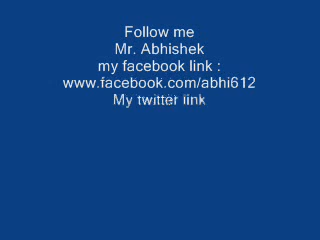 Follow me
Mr. Abhishek
my facebook link :
www.facebook.com/abhi612
My twitter link